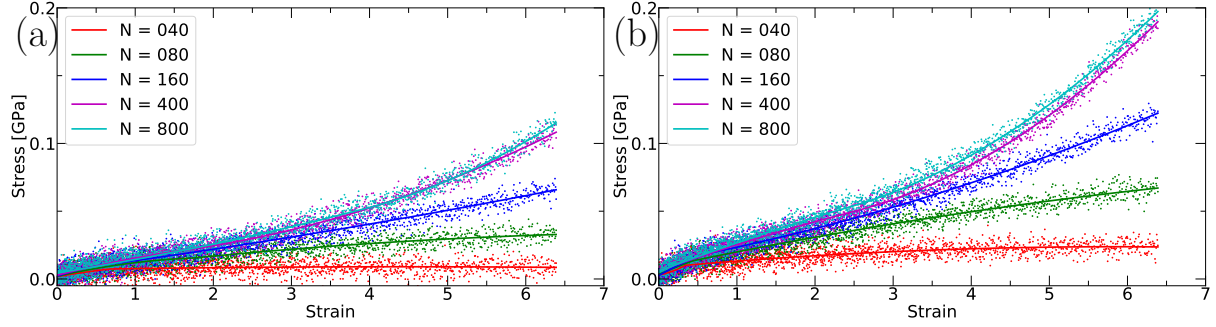 (a)
N = 040
N = 080
N = 160
N = 400
N = 800
Stress [GPa]
0.2
0.1
0.0
0 1 2 3 4 5 6 7
Strain
(b)
N = 040
N = 080
N = 160
N = 400
N = 800
Stress [GPa]
0.2
0.1
0.0
0 1 2 3 4 5 6 7
Strain